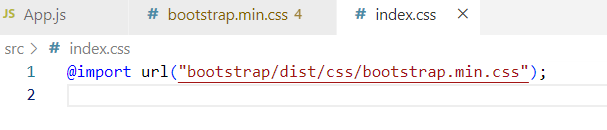 App.js # bootstrap.min.css 4 # index.css ×
src > # index.css
1 @import url("bootstrap/dist/css/bootstrap.min.css");
2